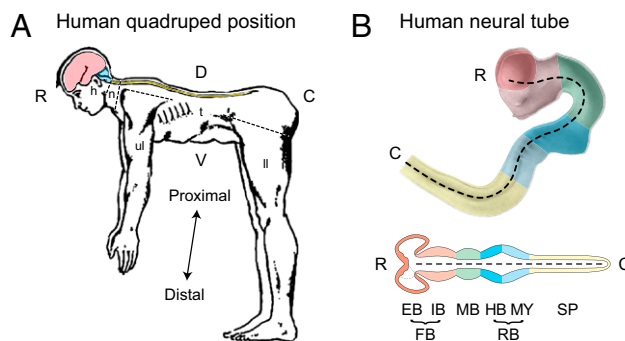 A Human quadruped position
D
R
h
n
C
t
ul
V
ll
Proximal
Distal
B Human neural tube
R
C
R
C
EB IB MB HB MY SP
FB RB